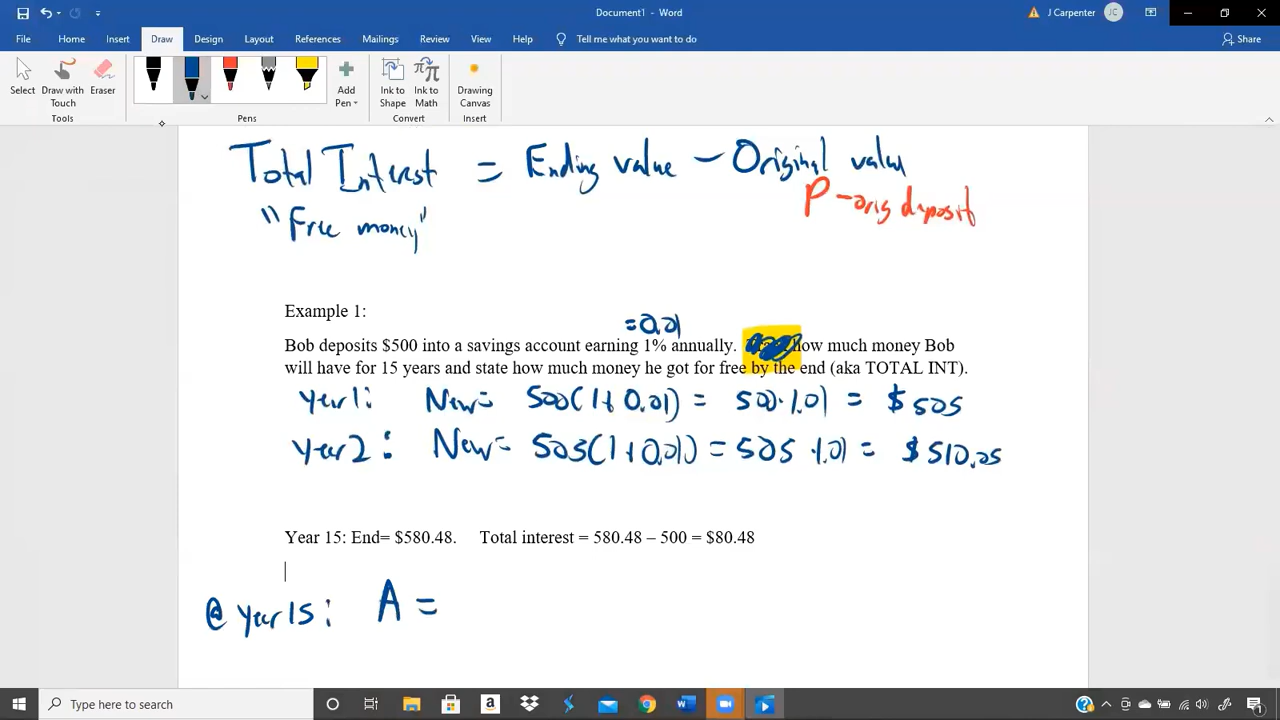 Document1 - Word
J Carpenter
JC
File Home Insert Draw Design Layout References Mailings Review View Help Tell me what you want to do
Share
Select
Draw with Touch
Eraser
Add Pen
Ink to Shape
Ink to Math
Drawing Canvas
Tools
Pens
Convert
Insert
Total Interest = Ending value - Original value
P - orig deposit
"Free money"
Example 1:
=0.01
Bob deposits $500 into a savings account earning 1% annually. how much money Bob
will have for 15 years and state how much money he got for free by the end (aka TOTAL INT).
Year1: New= 500(1+0.01) = 500·1.01 = $505
Year2: New= 505(1+0.01) = 505·1.01 = $510.05
Year 15: End= $580.48. Total interest = 580.48 – 500 = $80.48
@ year 15: A =
Type here to search